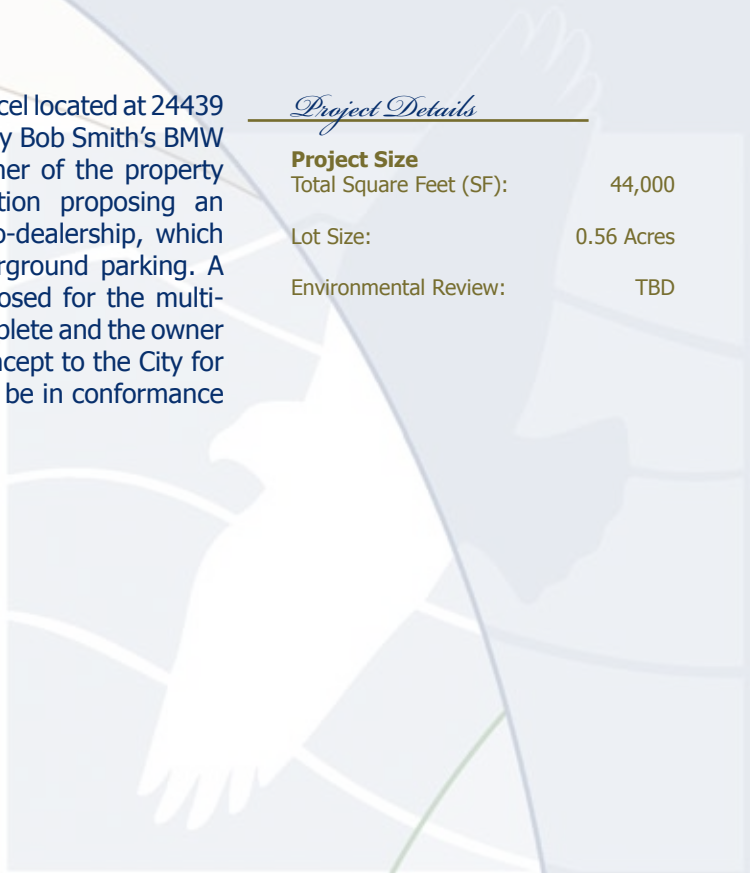 cel located at 24439
y Bob Smith's BMW
ner of the property
tion proposing an
o-dealership, which
rground parking. A
osed for the multi-
plete and the owner
ncept to the City for
be in conformance
Project Details
Project Size
Total Square Feet (SF): 44,000
Lot Size: 0.56 Acres
Environmental Review: TBD